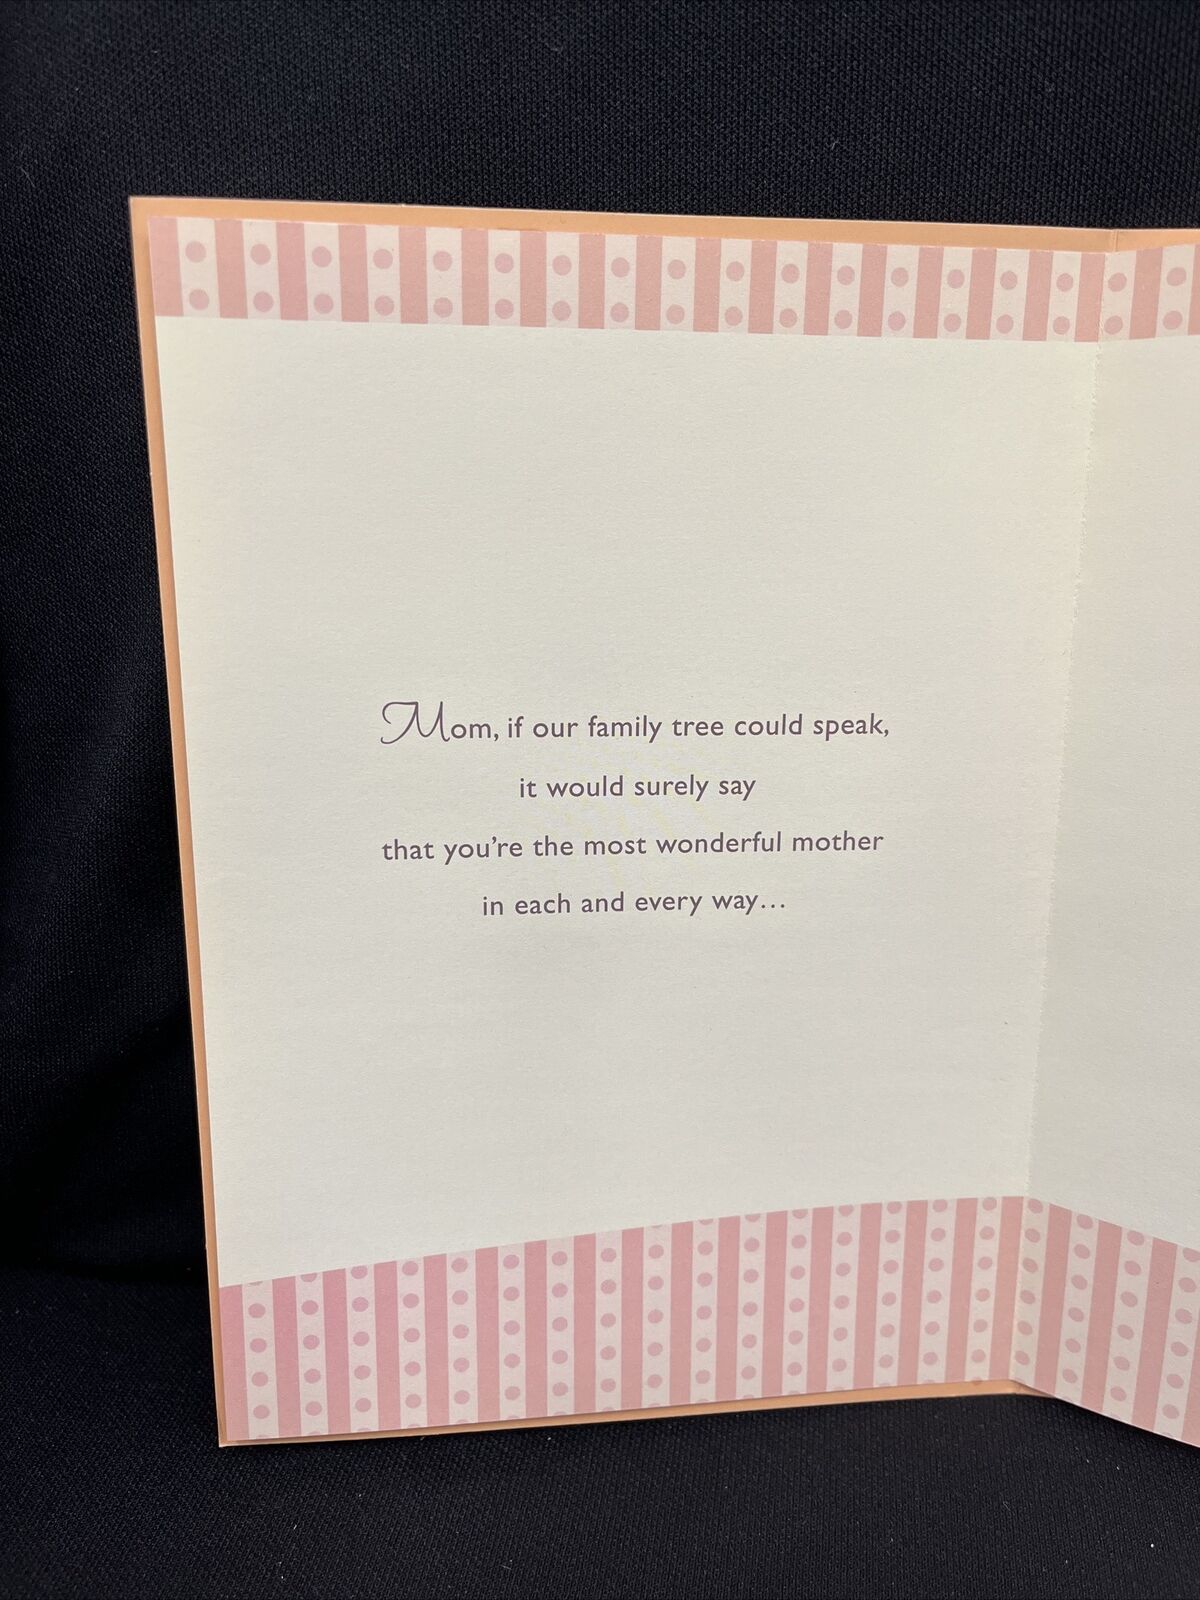 Mom, if our family tree could speak,
it would surely say
that you're the most wonderful mother
in each and every way...